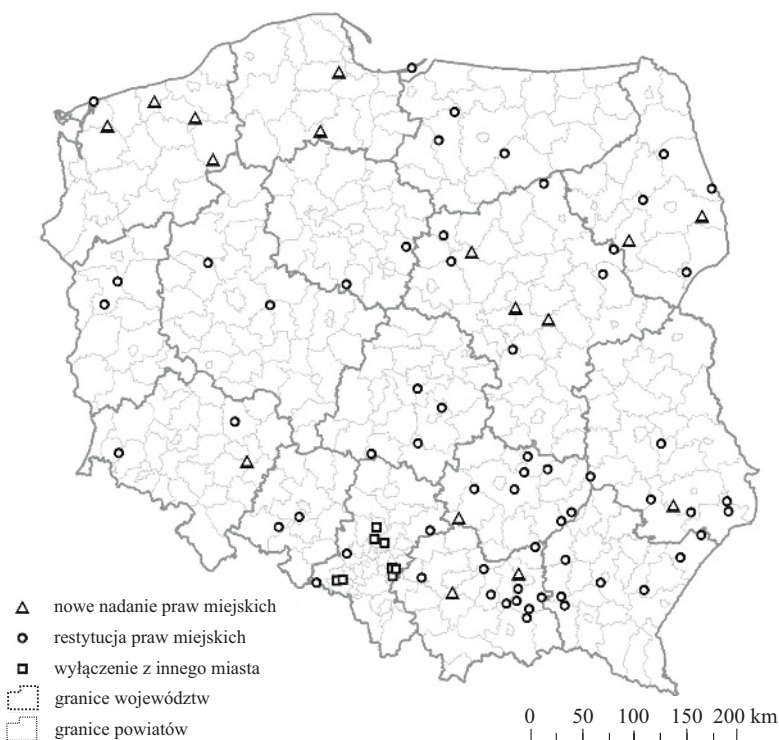 nowe nadanie praw miejskich
restytucja praw miejskich
wyłączenie z innego miasta
granice województw
granice powiatów
0 50 100 150 200 km